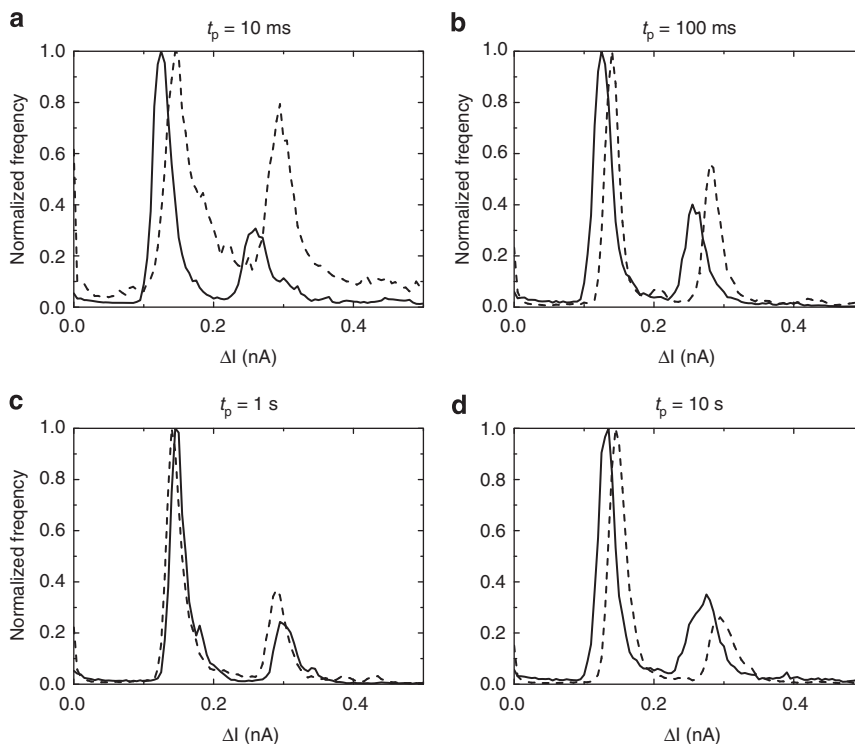 a
t_p = 10 ms
Normalized freqency
1.0
0.8
0.6
0.4
0.2
0.0
0.0 0.2 0.4
ΔI (nA)
b
t_p = 100 ms
Normalized freqency
1.0
0.8
0.6
0.4
0.2
0.0
0.0 0.2 0.4
ΔI (nA)
c
t_p = 1 s
Normalized freqency
1.0
0.8
0.6
0.4
0.2
0.0
0.0 0.2 0.4
ΔI (nA)
d
t_p = 10 s
Normalized freqency
1.0
0.8
0.6
0.4
0.2
0.0
0.0 0.2 0.4
ΔI (nA)